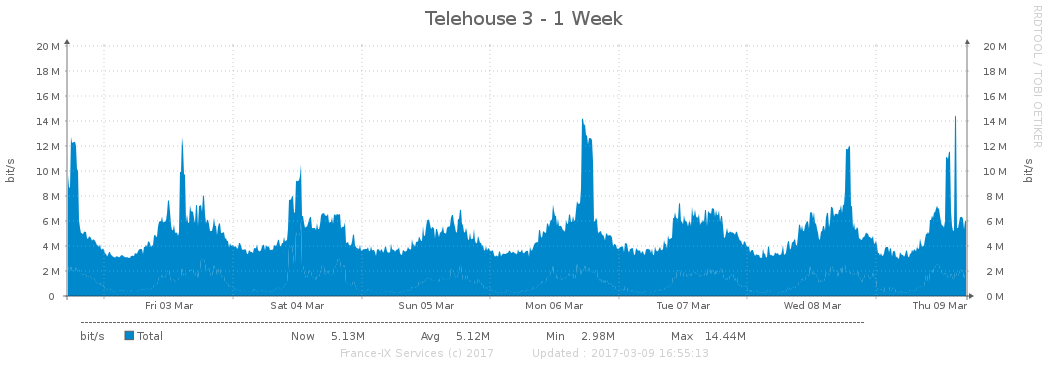 Telehouse 3 - 1 Week
RRDTOOL / TOBI OETIKER
bit/s
bit/s
20 M 20 M
18 M 18 M
16 M 16 M
14 M 14 M
12 M 12 M
10 M 10 M
8 M 8 M
6 M 6 M
4 M 4 M
2 M 2 M
0 0 M
Fri 03 Mar Sat 04 Mar Sun 05 Mar Mon 06 Mar Tue 07 Mar Wed 08 Mar Thu 09 Mar
bit/s Total Now 5.13M Avg 5.12M Min 2.98M Max 14.44M
France-IX Services (c) 2017 Updated : 2017-03-09 16:55:13